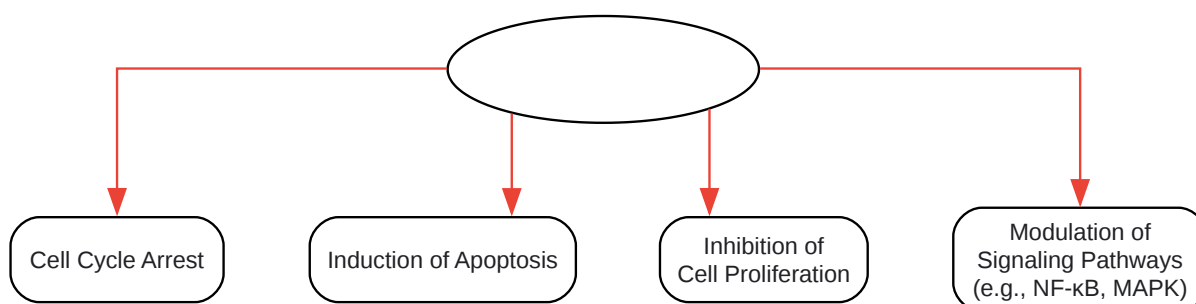 Cell Cycle Arrest
Induction of Apoptosis
Inhibition of
Cell Proliferation
Modulation of
Signaling Pathways
(e.g., NF-κB, MAPK)